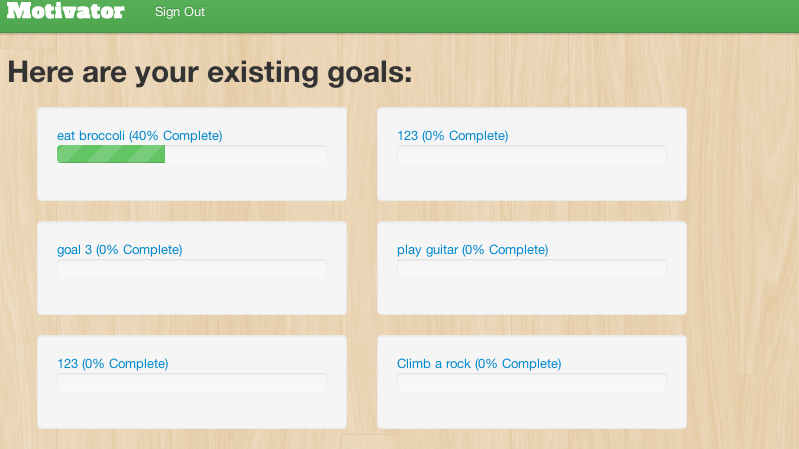 Motivator Sign Out
Here are your existing goals:
eat broccoli (40% Complete)
123 (0% Complete)
goal 3 (0% Complete)
play guitar (0% Complete)
123 (0% Complete)
Climb a rock (0% Complete)